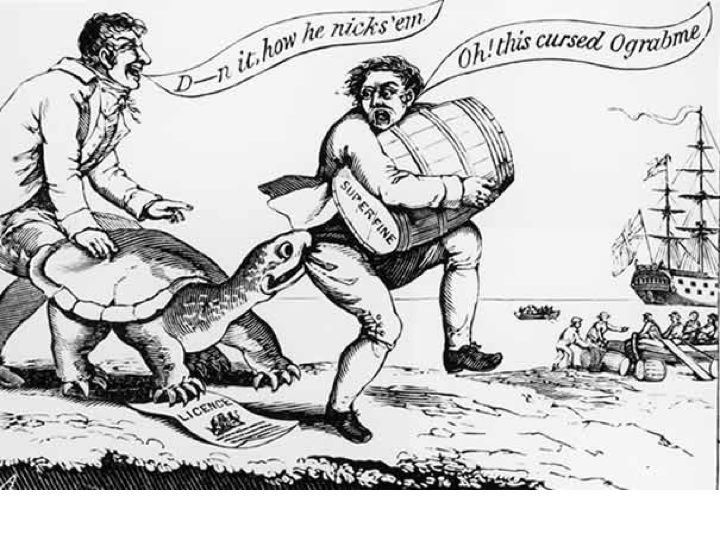 D—n it, how he nicks 'em.
Oh! this cursed Ograbme
SUPERFINE
LICENCE